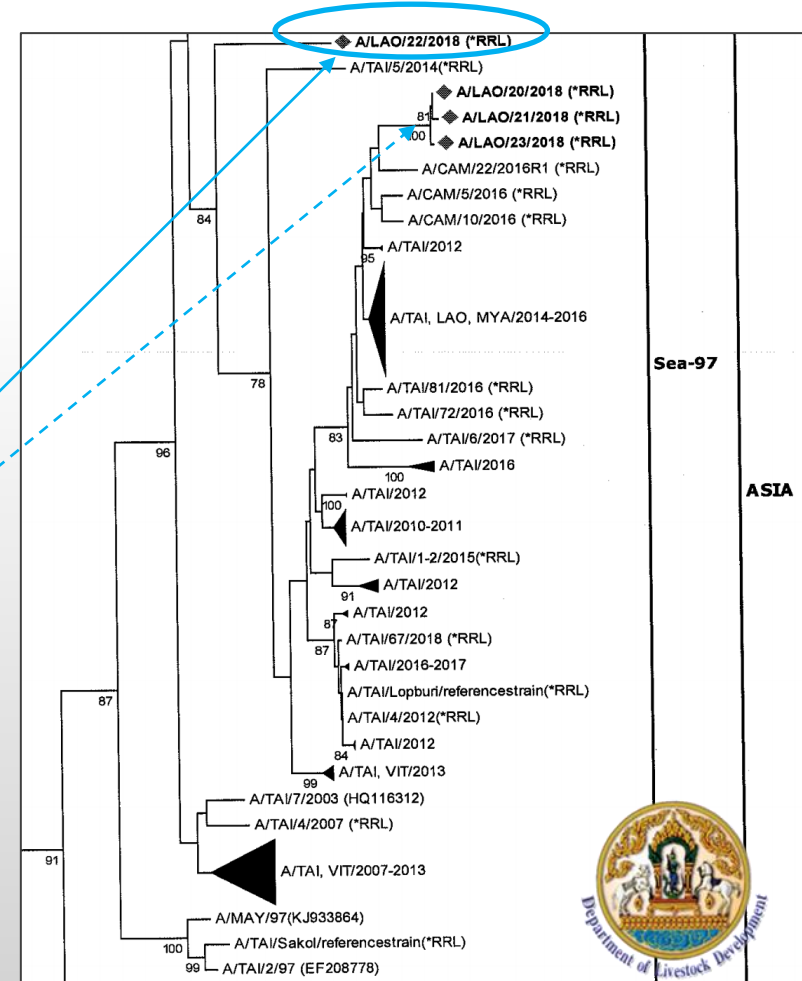 A/LAO/22/2018 (*RRL)
A/TAI/5/2014(*RRL)
A/LAO/20/2018 (*RRL)
81
A/LAO/21/2018 (*RRL)
100
A/LAO/23/2018 (*RRL)
A/CAM/22/2016R1 (*RRL)
A/CAM/5/2016 (*RRL)
84
A/CAM/10/2016 (*RRL)
A/TAI/2012
95
A/TAI, LAO, MYA/2014-2016
Sea-97
78
A/TAI/81/2016 (*RRL)
A/TAI/72/2016 (*RRL)
83
A/TAI/6/2017 (*RRL)
96
A/TAI/2016
100
ASIA
A/TAI/2012
100
A/TAI/2010-2011
A/TAI/1-2/2015(*RRL)
A/TAI/2012
91
A/TAI/2012
87
A/TAI/67/2018 (*RRL)
87
A/TAI/2016-2017
A/TAI/Lopburi/referencestrain(*RRL)
87
A/TAI/4/2012(*RRL)
A/TAI/2012
84
A/TAI, VIT/2013
99
A/TAI/7/2003 (HQ116312)
A/TAI/4/2007 (*RRL)
91
A/TAI, VIT/2007-2013
A/MAY/97(KJ933864)
100
A/TAI/Sakol/referencestrain(*RRL)
99
A/TAI/2/97 (EF208778)
Department of Livestock Development